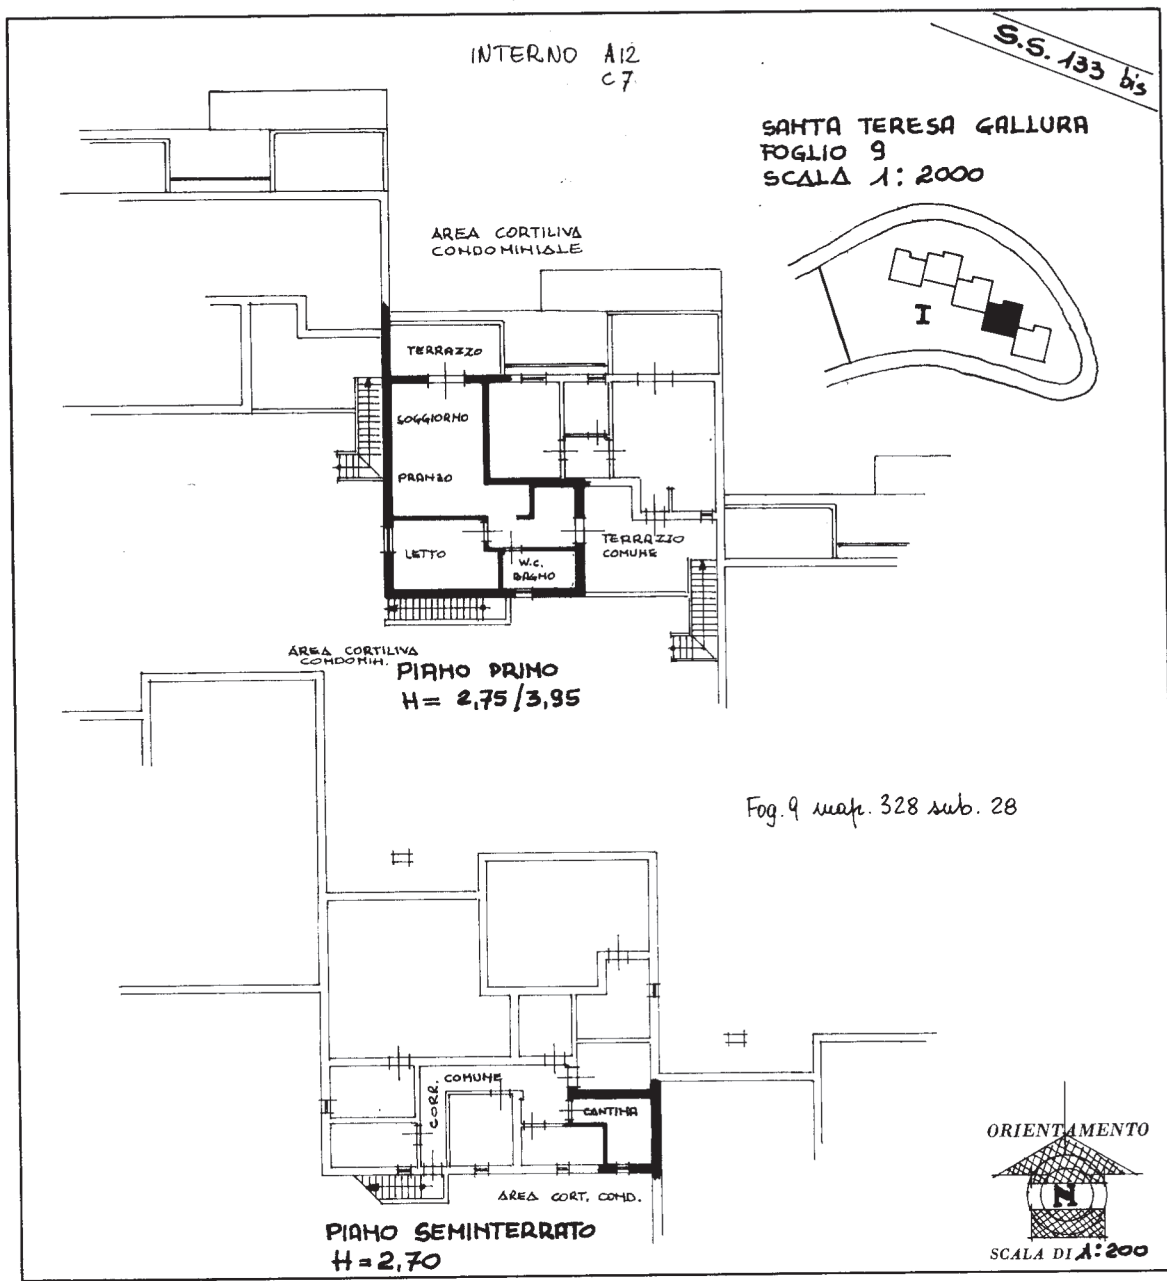 INTERNO A12
C7
S.S. 133 bis
SANTA TERESA GALLURA
FOGLIO 9
SCALA 1: 2000
I
AREA CORTILIVA
CONDOMINIALE
TERRAZZO
SOGGIORNO
PRANZO
LETTO
W.C.
BAGNO
TERRAZZO
COMUNE
AREA CORTILIVA
CONDOMIN.
PIANO PRIMO
H= 2,75/3,95
Fog. 9 map. 328 sub. 28
CORR.
COMUNE
CANTINA
AREA CORT. COND.
PIANO SEMINTERRATO
H=2,70
ORIENTAMENTO
N
SCALA DI 1:200